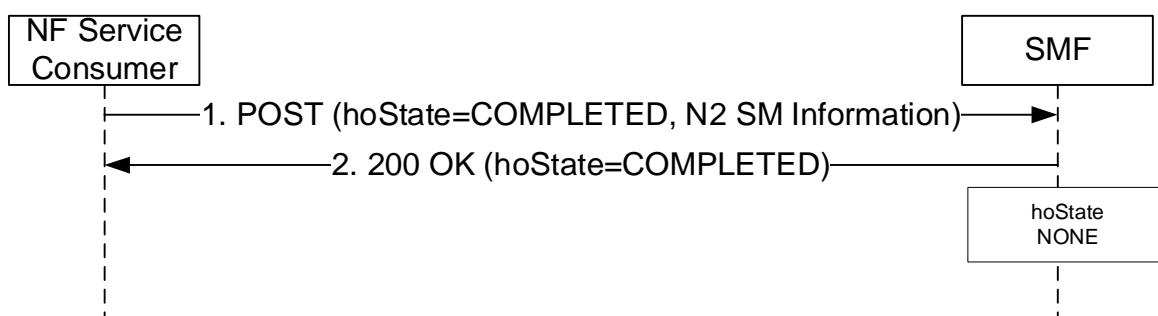 NF Service
Consumer
SMF
1. POST (hoState=COMPLETED, N2 SM Information)
2. 200 OK (hoState=COMPLETED)
hoState
NONE